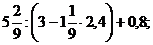 5 2/9 : (3 − 1 1/9 · 2,4) + 0,8;